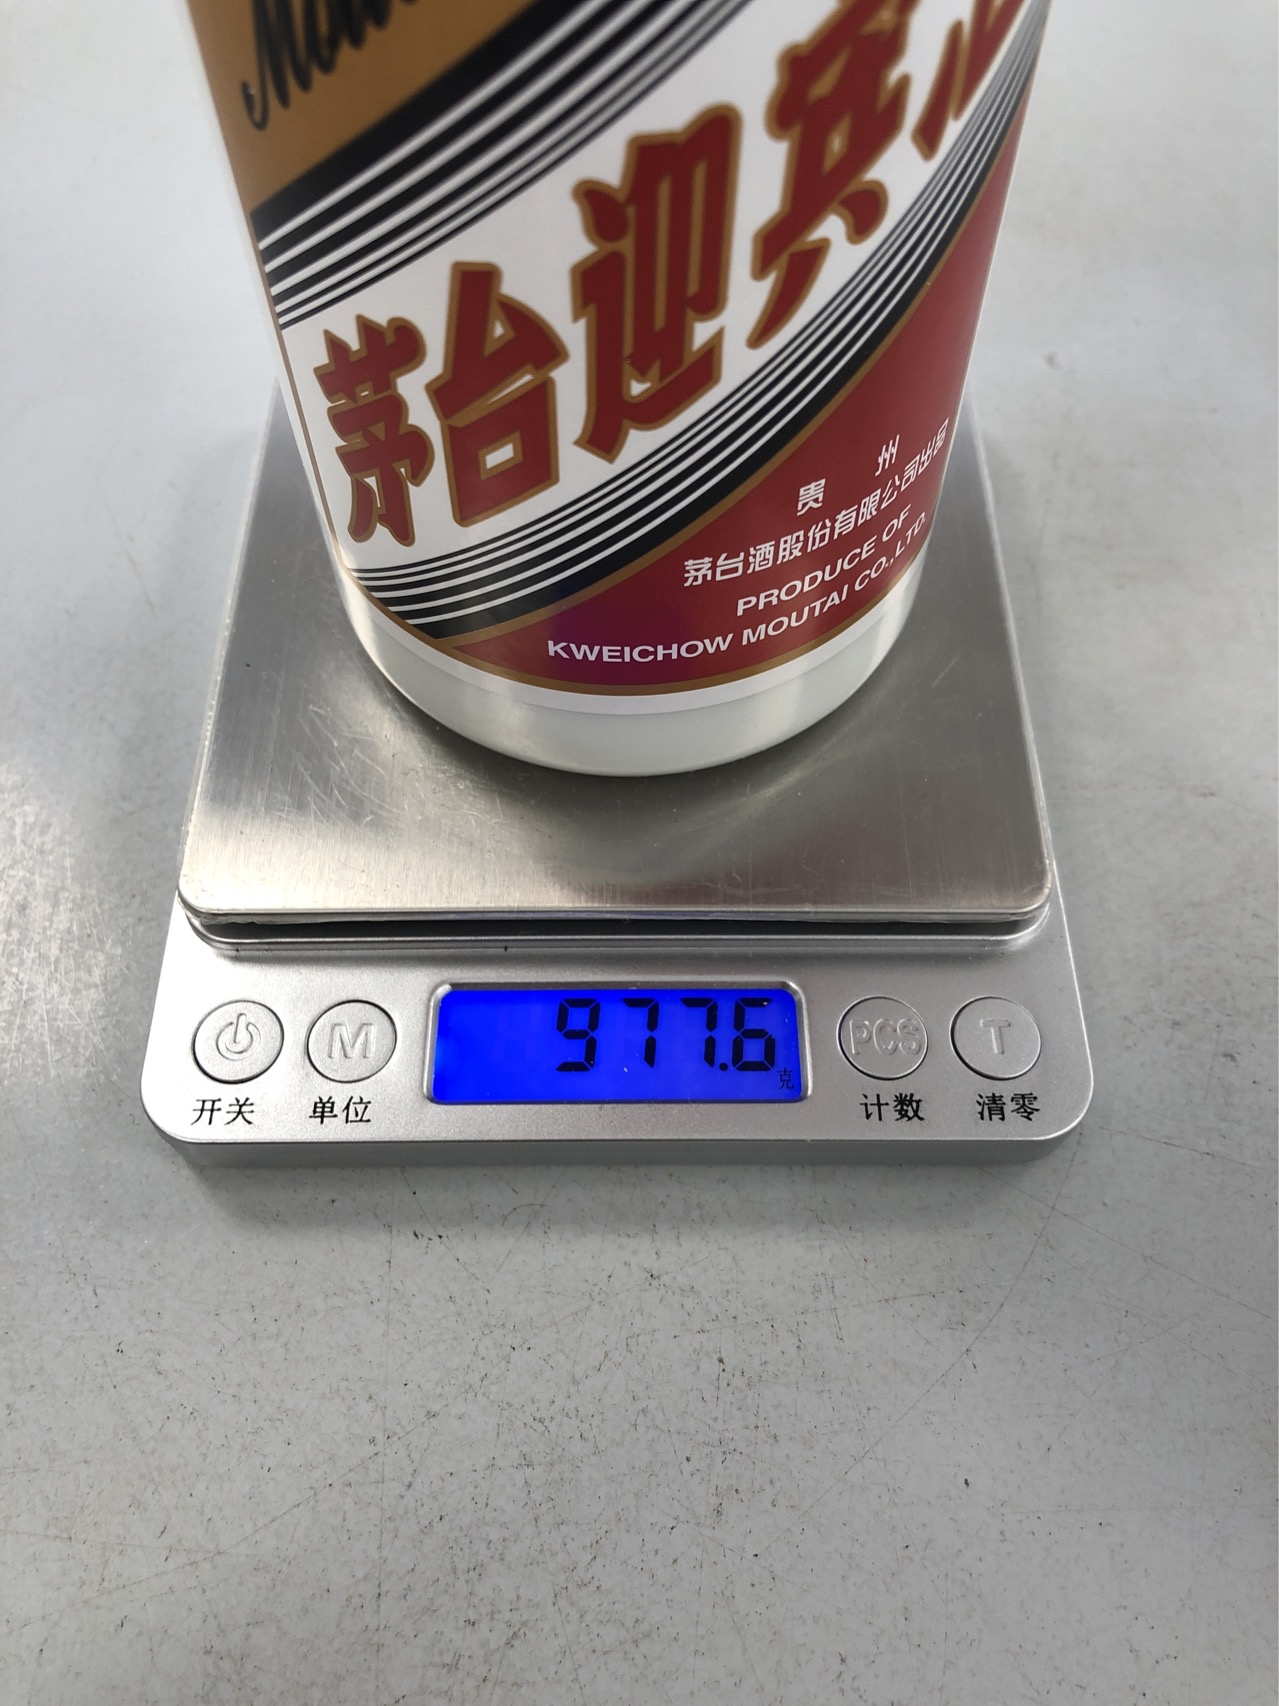 茅台迎宾
贵州
茅台酒股份有限公司出品
PRODUCE OF
KWEICHOW MOUTAI CO.,LTD.
977.6
克
M
PCS
T
开关
单位
计数
清零